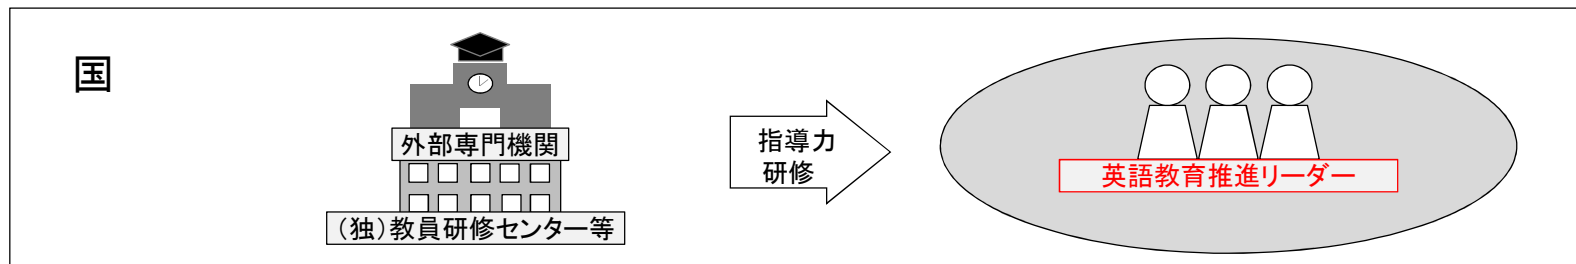 国
外部専門機関
（独）教員研修センター等
指導力
研修
英語教育推進リーダー